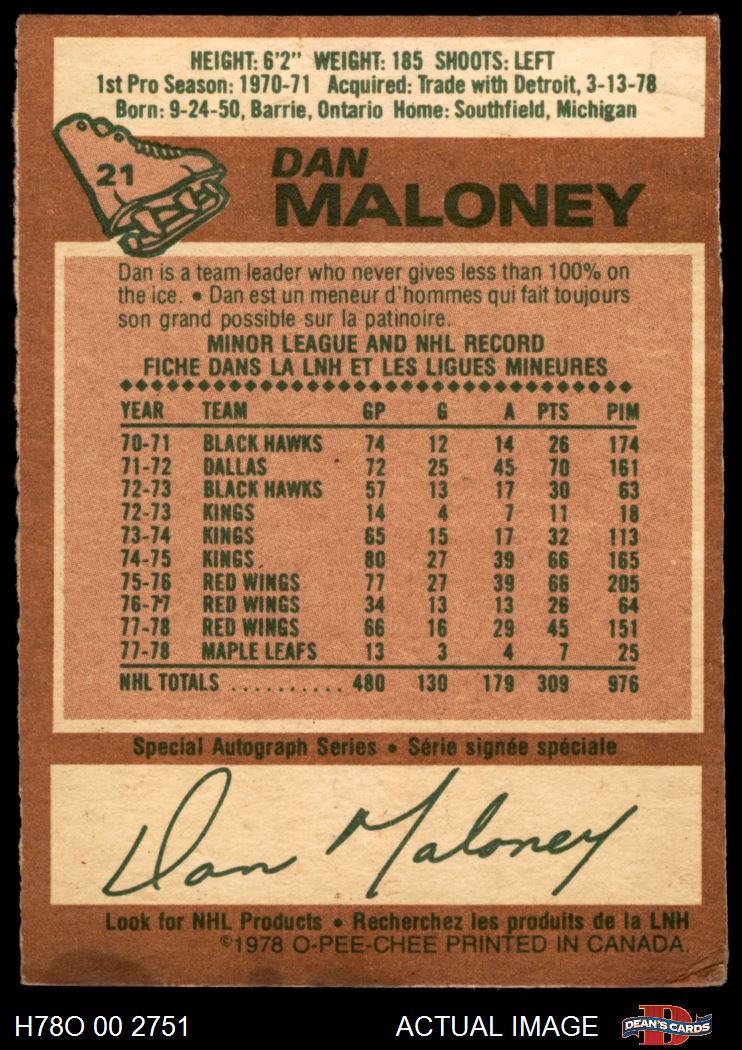 HEIGHT: 6'2" WEIGHT: 185 SHOOTS: LEFT
1st Pro Season: 1970-71 Acquired: Trade with Detroit, 3-13-78
Born: 9-24-50, Barrie, Ontario Home: Southfield, Michigan
21
DAN
MALONEY
Dan is a team leader who never gives less than 100% on
the ice. • Dan est un meneur d'hommes qui fait toujours
son grand possible sur la patinoire.
MINOR LEAGUE AND NHL RECORD
FICHE DANS LA LNH ET LES LIGUES MINEURES
YEAR TEAM GP G A PTS PIM
70-71 BLACK HAWKS 74 12 14 26 174
71-72 DALLAS 72 25 45 70 161
72-73 BLACK HAWKS 57 13 17 30 63
72-73 KINGS 14 4 7 11 18
73-74 KINGS 65 15 17 32 113
74-75 KINGS 80 27 39 66 165
75-76 RED WINGS 77 27 39 66 205
76-77 RED WINGS 34 13 13 26 64
77-78 RED WINGS 66 16 29 45 151
77-78 MAPLE LEAFS 13 3 4 7 25
NHL TOTALS .......... 480 130 179 309 976
Special Autograph Series • Série signée spéciale
Dan Maloney
Look for NHL Products • Recherchez les produits de la LNH
©1978 O-PEE-CHEE PRINTED IN CANADA.
H78O 00 2751 ACTUAL IMAGE DEAN'S CARDS